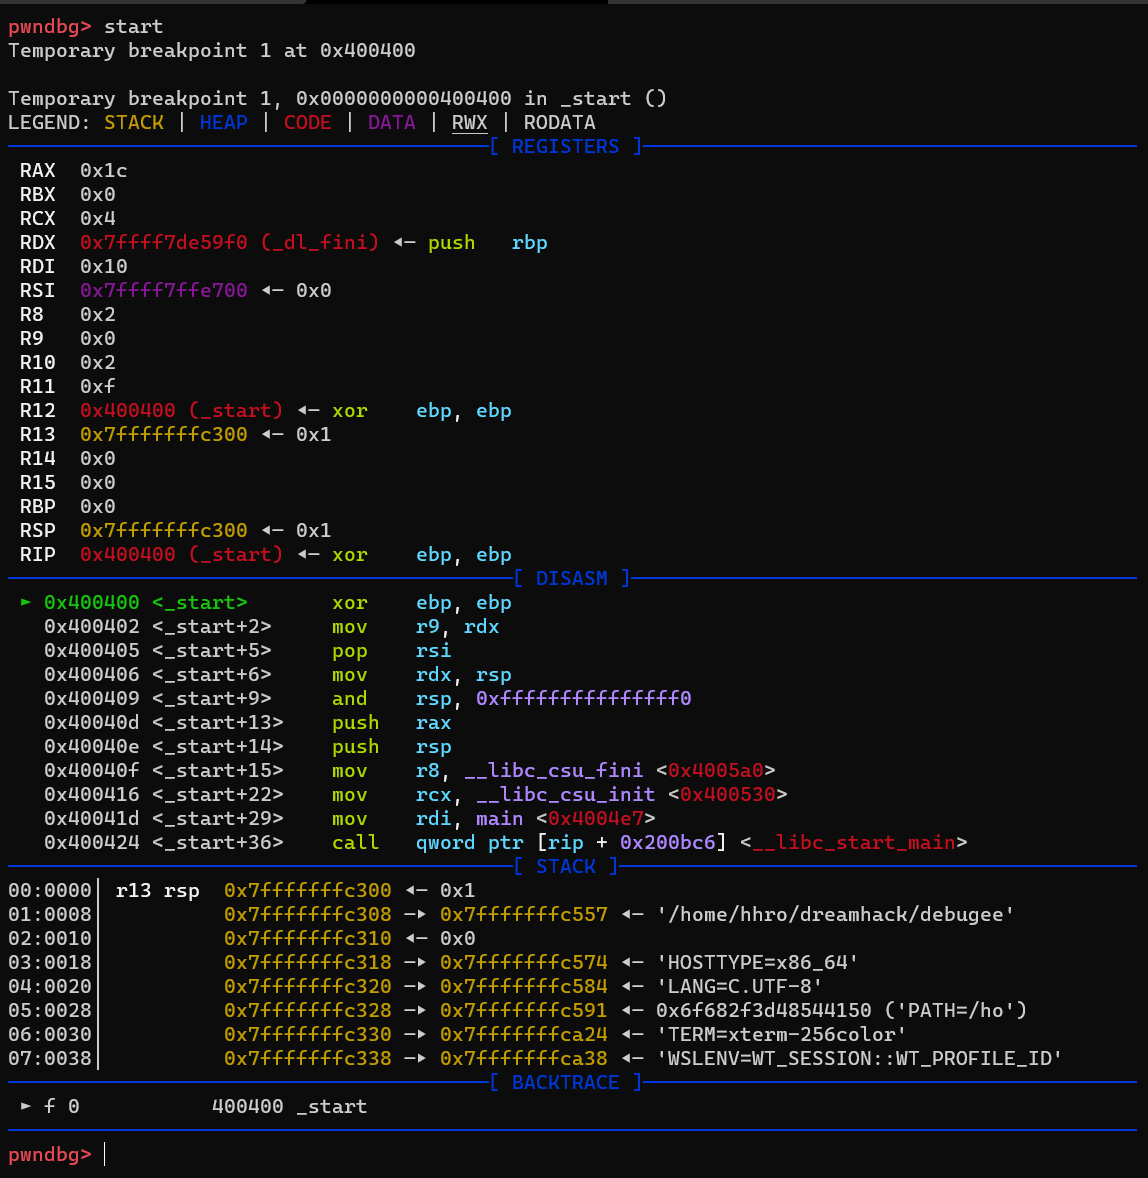 pwndbg> start
Temporary breakpoint 1 at 0x400400
Temporary breakpoint 1, 0x0000000000400400 in _start ()
LEGEND: STACK | HEAP | CODE | DATA | RWX | RODATA
[ REGISTERS ]
RAX  0x1c
RBX  0x0
RCX  0x4
RDX  0x7ffff7de59f0 (_dl_fini) ◂— push   rbp
RDI  0x10
RSI  0x7ffff7ffe700 ◂— 0x0
R8   0x2
R9   0x0
R10  0x2
R11  0xf
R12  0x400400 (_start) ◂— xor    ebp, ebp
R13  0x7fffffffc300 ◂— 0x1
R14  0x0
R15  0x0
RBP  0x0
RSP  0x7fffffffc300 ◂— 0x1
RIP  0x400400 (_start) ◂— xor    ebp, ebp
[ DISASM ]
► 0x400400 <_start>       xor    ebp, ebp
0x400402 <_start+2>     mov    r9, rdx
0x400405 <_start+5>     pop    rsi
0x400406 <_start+6>     mov    rdx, rsp
0x400409 <_start+9>     and    rsp, 0xfffffffffffffff0
0x40040d <_start+13>    push   rax
0x40040e <_start+14>    push   rsp
0x40040f <_start+15>    mov    r8, __libc_csu_fini <0x4005a0>
0x400416 <_start+22>    mov    rcx, __libc_csu_init <0x400530>
0x40041d <_start+29>    mov    rdi, main <0x4004e7>
0x400424 <_start+36>    call   qword ptr [rip + 0x200bc6] <__libc_start_main>
[ STACK ]
00:0000│ r13 rsp  0x7fffffffc300 ◂— 0x1
01:0008│          0x7fffffffc308 —▸ 0x7fffffffc557 ◂— '/home/hhro/dreamhack/debugee'
02:0010│          0x7fffffffc310 ◂— 0x0
03:0018│          0x7fffffffc318 —▸ 0x7fffffffc574 ◂— 'HOSTTYPE=x86_64'
04:0020│          0x7fffffffc320 —▸ 0x7fffffffc584 ◂— 'LANG=C.UTF-8'
05:0028│          0x7fffffffc328 —▸ 0x7fffffffc591 ◂— 0x6f682f3d48544150 ('PATH=/ho')
06:0030│          0x7fffffffc330 —▸ 0x7fffffffca24 ◂— 'TERM=xterm-256color'
07:0038│          0x7fffffffc338 —▸ 0x7fffffffca38 ◂— 'WSLENV=WT_SESSION::WT_PROFILE_ID'
[ BACKTRACE ]
► f 0           400400 _start
pwndbg>